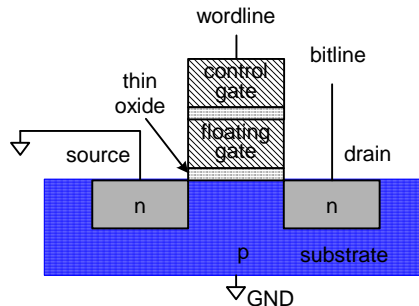 wordline
control
gate
bitline
thin
oxide
floating
gate
source
drain
n
n
p
substrate
GND